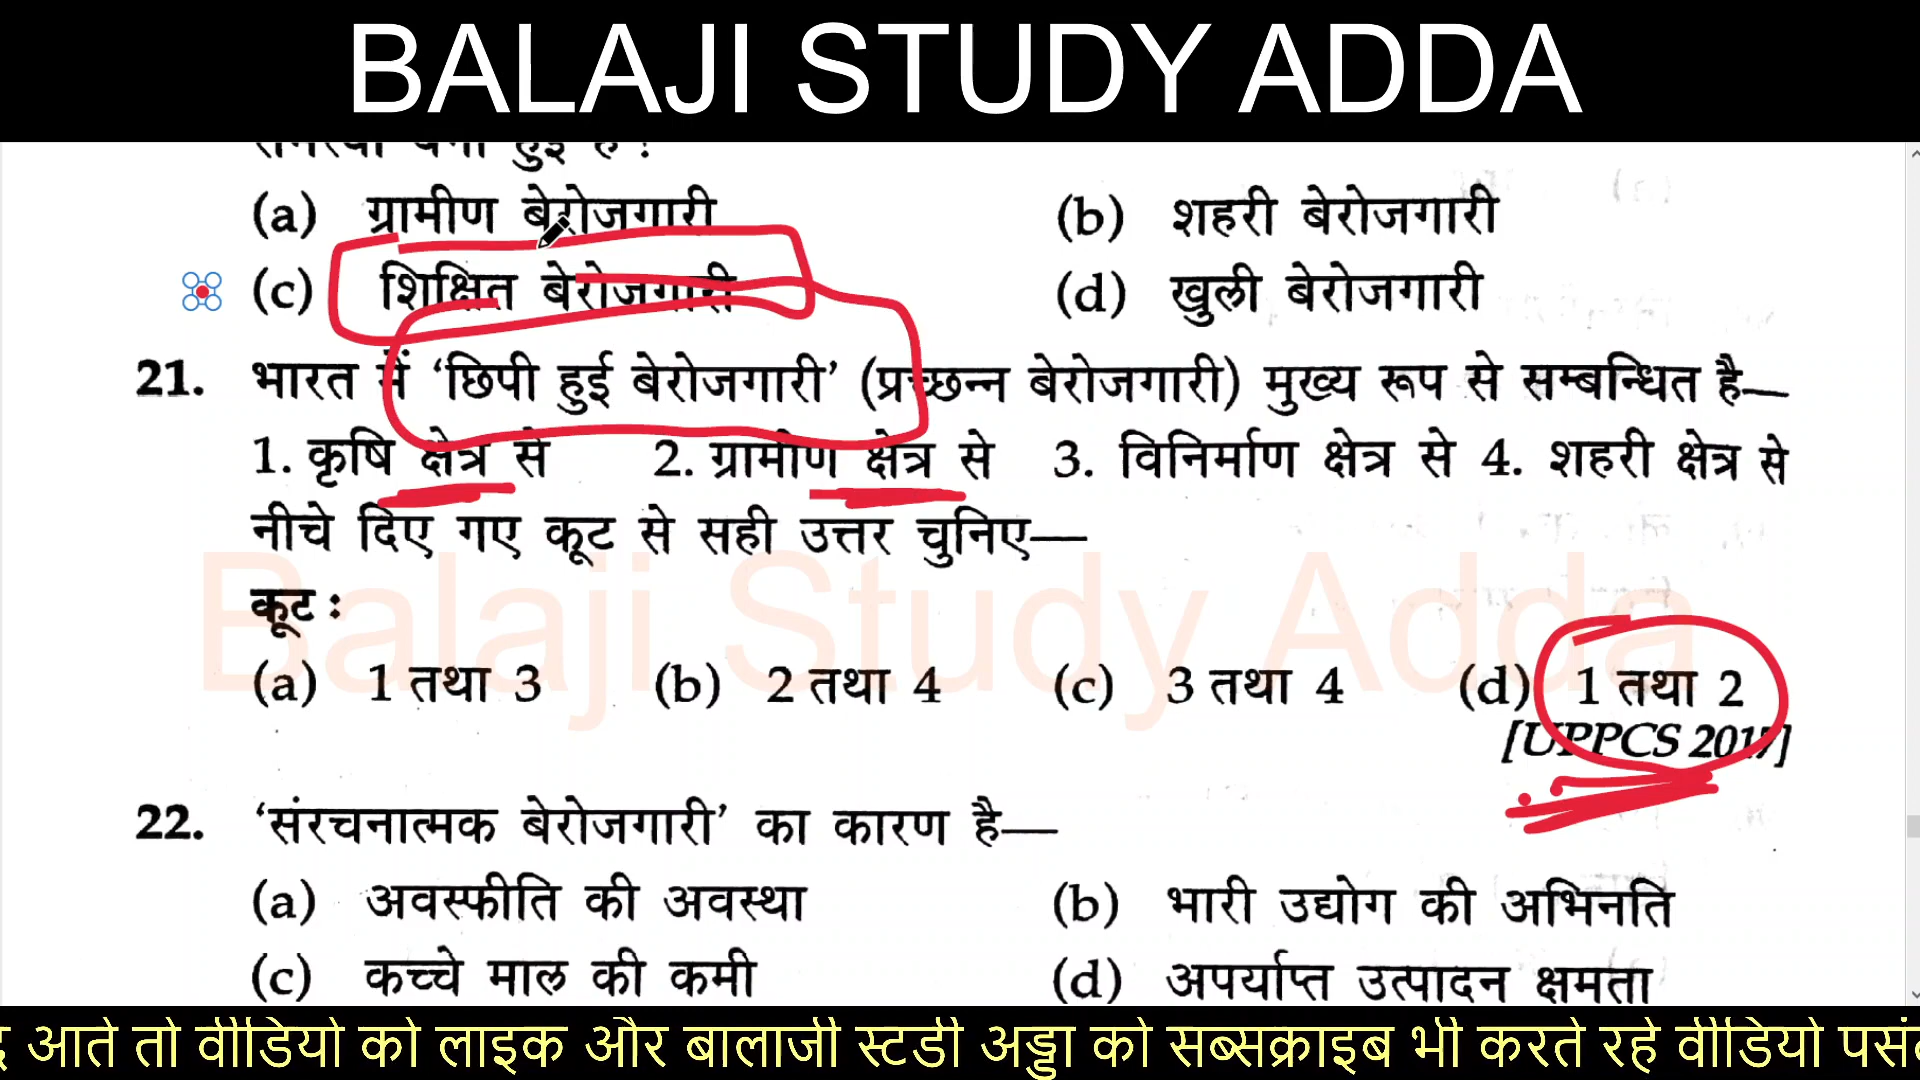 BALAJI STUDY ADDA
(a) ग्रामीण बेरोजगारी (b) शहरी बेरोजगारी
(c) शिक्षित बेरोजगारी (d) खुली बेरोजगारी
21. भारत में ‘छिपी हुई बेरोजगारी’ (प्रच्छन्न बेरोजगारी) मुख्य रूप से सम्बन्धित है—
1. कृषि क्षेत्र से 2. ग्रामीण क्षेत्र से 3. विनिर्माण क्षेत्र से 4. शहरी क्षेत्र से
नीचे दिए गए कूट से सही उत्तर चुनिए—
Balaji Study Adda
कूट :
(a) 1 तथा 3 (b) 2 तथा 4 (c) 3 तथा 4 (d) 1 तथा 2
[UPPCS 2017]
22. ‘संरचनात्मक बेरोजगारी’ का कारण है—
(a) अवस्फीति की अवस्था (b) भारी उद्योग की अभिनति
(c) कच्चे माल की कमी (d) अपर्याप्त उत्पादन क्षमता
आते तो वीडियो को लाइक और बालाजी स्टडी अड्डा को सब्सक्राइब भी करते रहे वीडियो